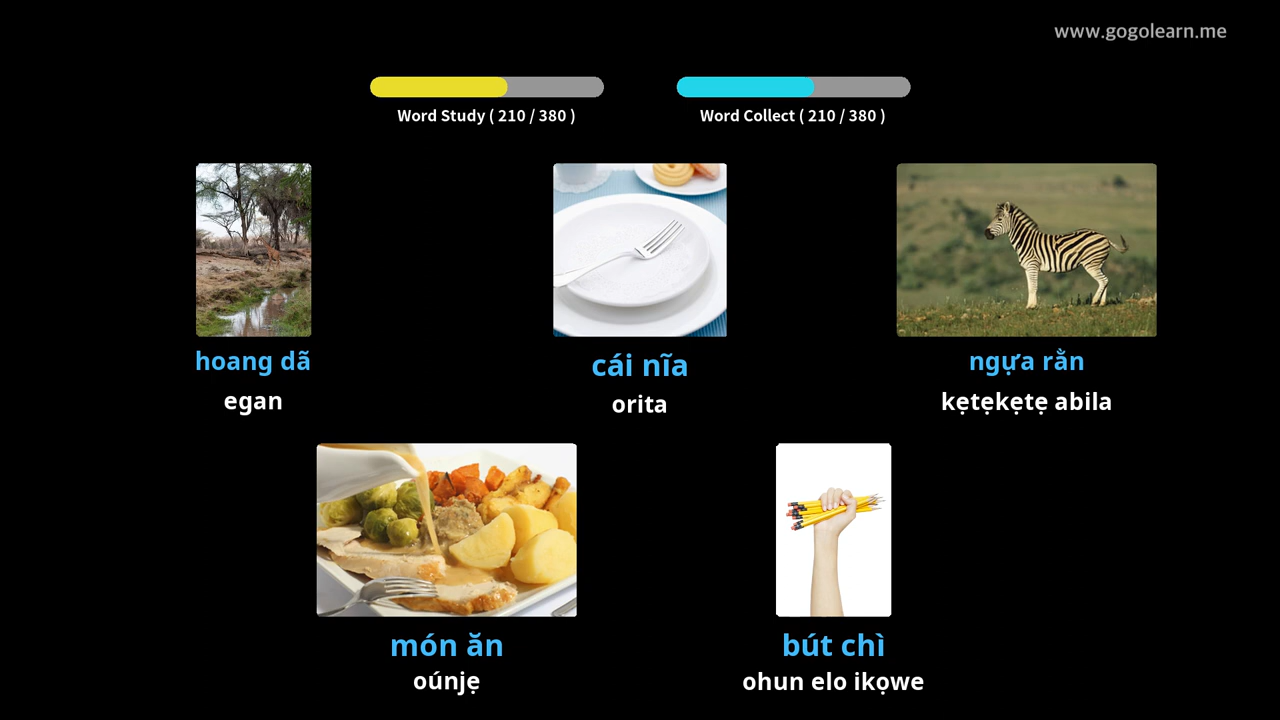 www.gogolearn.me
Word Study ( 210 / 380 )
Word Collect ( 210 / 380 )
hoang dã
egan
cái nĩa
orita
ngựa rằn
kẹtẹkẹtẹ abila
món ăn
oúnjẹ
bút chì
ohun elo ikọwe